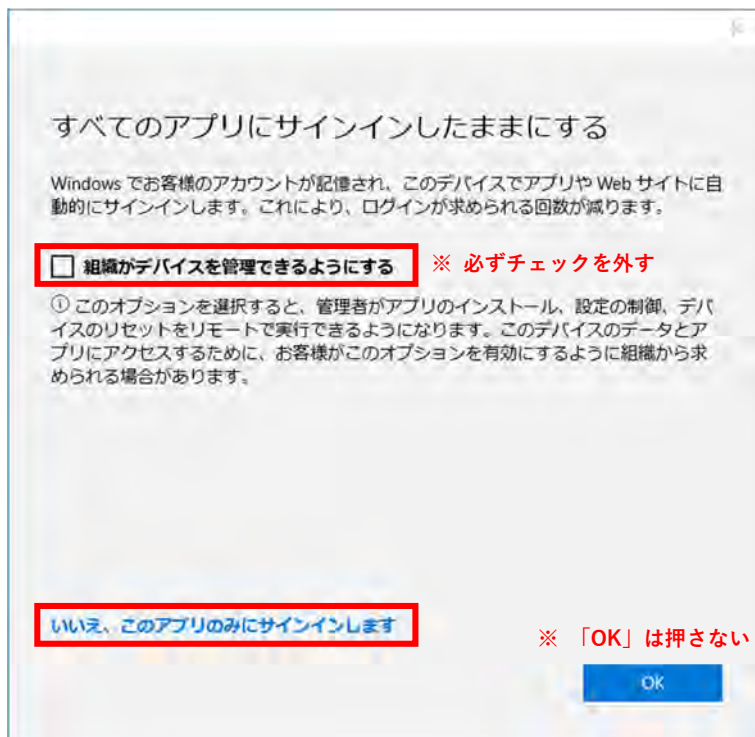 すべてのアプリにサインインしたままにする
Windows でお客様のアカウントが記憶され、このデバイスでアプリや Web サイトに自
動的にサインインします。これにより、ログインが求められる回数が減ります。
組織がデバイスを管理できるようにする ※ 必ずチェックを外す
ⓘ このオプションを選択すると、管理者がアプリのインストール、設定の制御、デバ
イスのリセットをリモートで実行できるようになります。このデバイスのデータとア
プリにアクセスするために、お客様がこのオプションを有効にするように組織から求
められる場合があります。
いいえ、このアプリのみにサインインします
※ 「OK」は押さない
OK